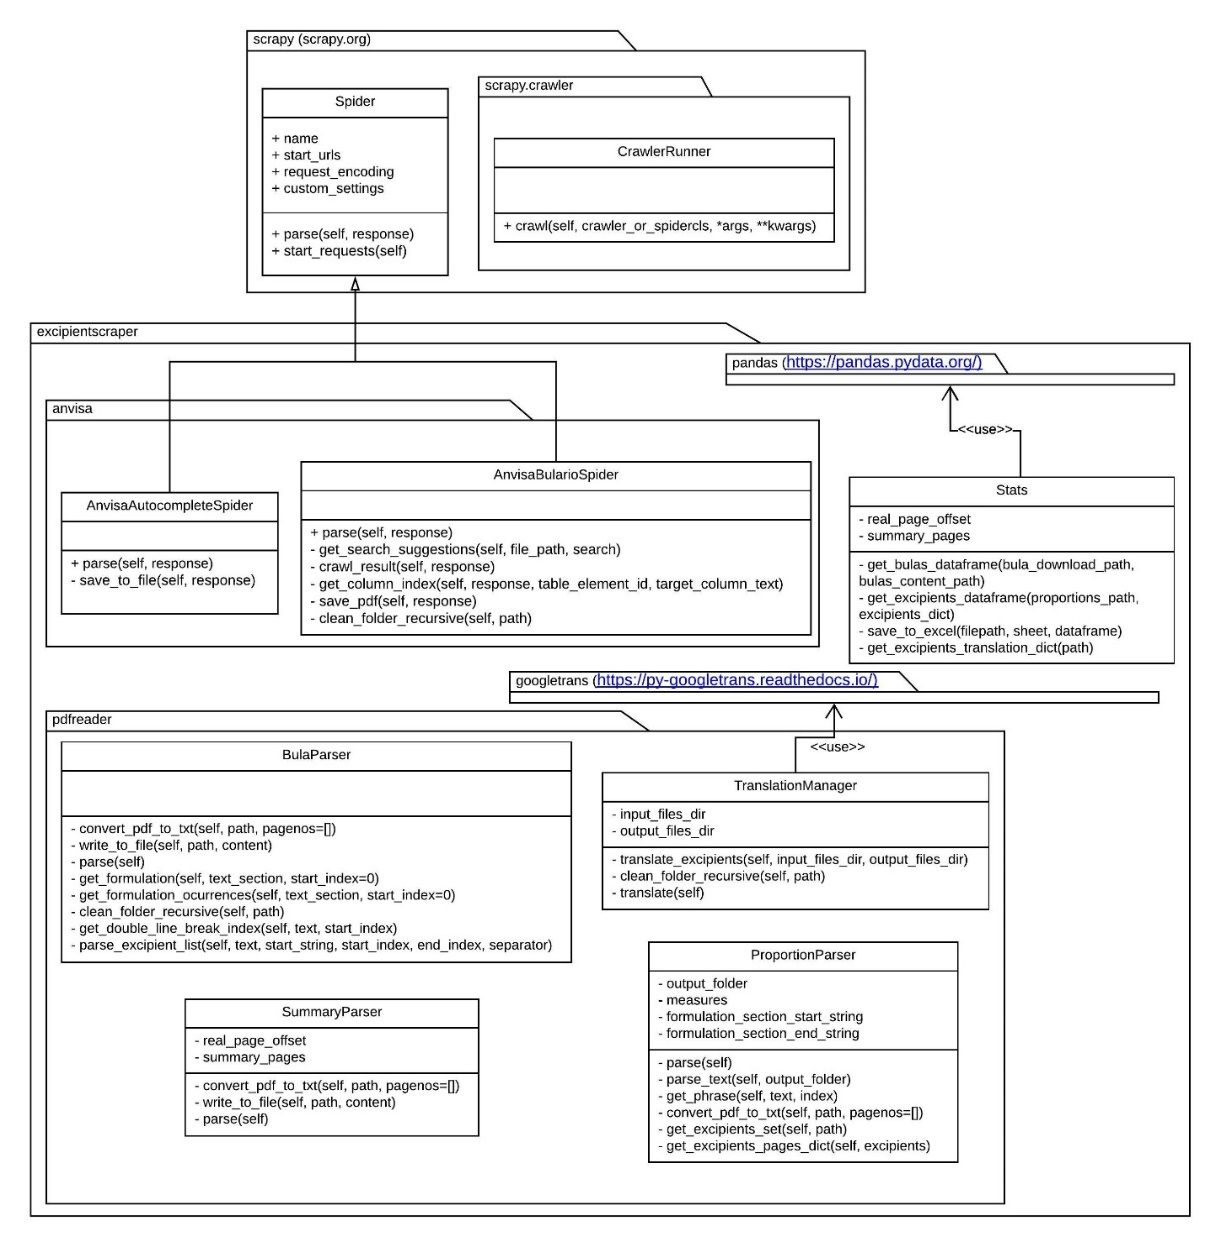 scrapy (scrapy.org)
Spider
+ name
+ start_urls
+ request_encoding
+ custom_settings
+ parse(self, response)
+ start_requests(self)
scrapy.crawler
CrawlerRunner
+ crawl(self, crawler_or_spidercls, *args, **kwargs)
excipientscraper
pandas (https://pandas.pydata.org/)
<<use>>
anvisa
AnvisaAutocompleteSpider
+ parse(self, response)
- save_to_file(self, response)
AnvisaBularioSpider
+ parse(self, response)
- get_search_suggestions(self, file_path, search)
- crawl_result(self, response)
- get_column_index(self, response, table_element_id, target_column_text)
- save_pdf(self, response)
- clean_folder_recursive(self, path)
Stats
- real_page_offset
- summary_pages
- get_bulas_dataframe(bula_download_path,
bulas_content_path)
- get_excipients_dataframe(proportions_path,
excipients_dict)
- save_to_excel(filepath, sheet, dataframe)
- get_excipients_translation_dict(path)
googletrans (https://py-googletrans.readthedocs.io/)
<<use>>
pdfreader
BulaParser
- convert_pdf_to_txt(self, path, pagenos=[])
- write_to_file(self, path, content)
- parse(self)
- get_formulation(self, text_section, start_index=0)
- get_formulation_ocurrences(self, text_section, start_index=0)
- clean_folder_recursive(self, path)
- get_double_line_break_index(self, text, start_index)
- parse_excipient_list(self, text, start_string, start_index, end_index, separator)
TranslationManager
- input_files_dir
- output_files_dir
- translate_excipients(self, input_files_dir, output_files_dir)
- clean_folder_recursive(self, path)
- translate(self)
SummaryParser
- real_page_offset
- summary_pages
- convert_pdf_to_txt(self, path, pagenos=[])
- write_to_file(self, path, content)
- parse(self)
ProportionParser
- output_folder
- measures
- formulation_section_start_string
- formulation_section_end_string
- parse(self)
- parse_text(self, output_folder)
- get_phrase(self, text, index)
- convert_pdf_to_txt(self, path, pagenos=[])
- get_excipients_set(self, path)
- get_excipients_pages_dict(self, excipients)